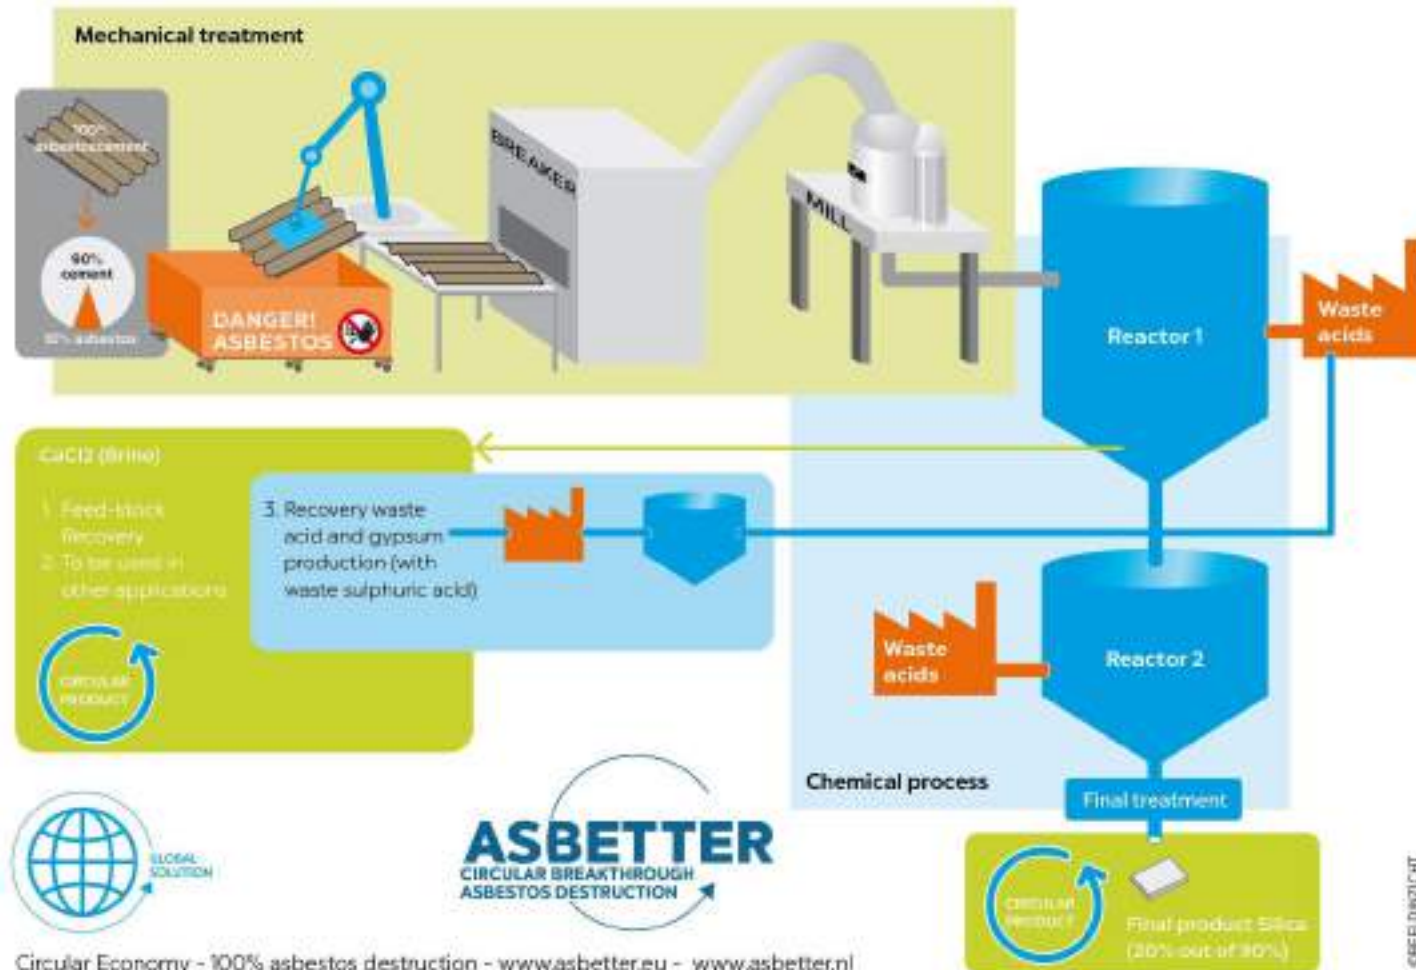 Mechanical treatment
100%
asbestoscement
90%
cement
10% asbestos
DANGER!
ASBESTOS
BREAKER
MILL
Reactor 1
Waste
acids
CaCl2 (Brine)
1. Feed-stock
Recovery
2. To be used in
other applications
3. Recovery waste
acid and gypsum
production (with
waste sulphuric acid)
CIRCULAR
PRODUCT
Waste
acids
Reactor 2
Chemical process
Final treatment
GLOBAL
SOLUTION
ASBETTER
CIRCULAR BREAKTHROUGH
ASBESTOS DESTRUCTION
CIRCULAR
PRODUCT
Final product Silica
(20% out of 90%)
Circular Economy - 100% asbestos destruction - www.asbetter.eu - www.asbetter.nl